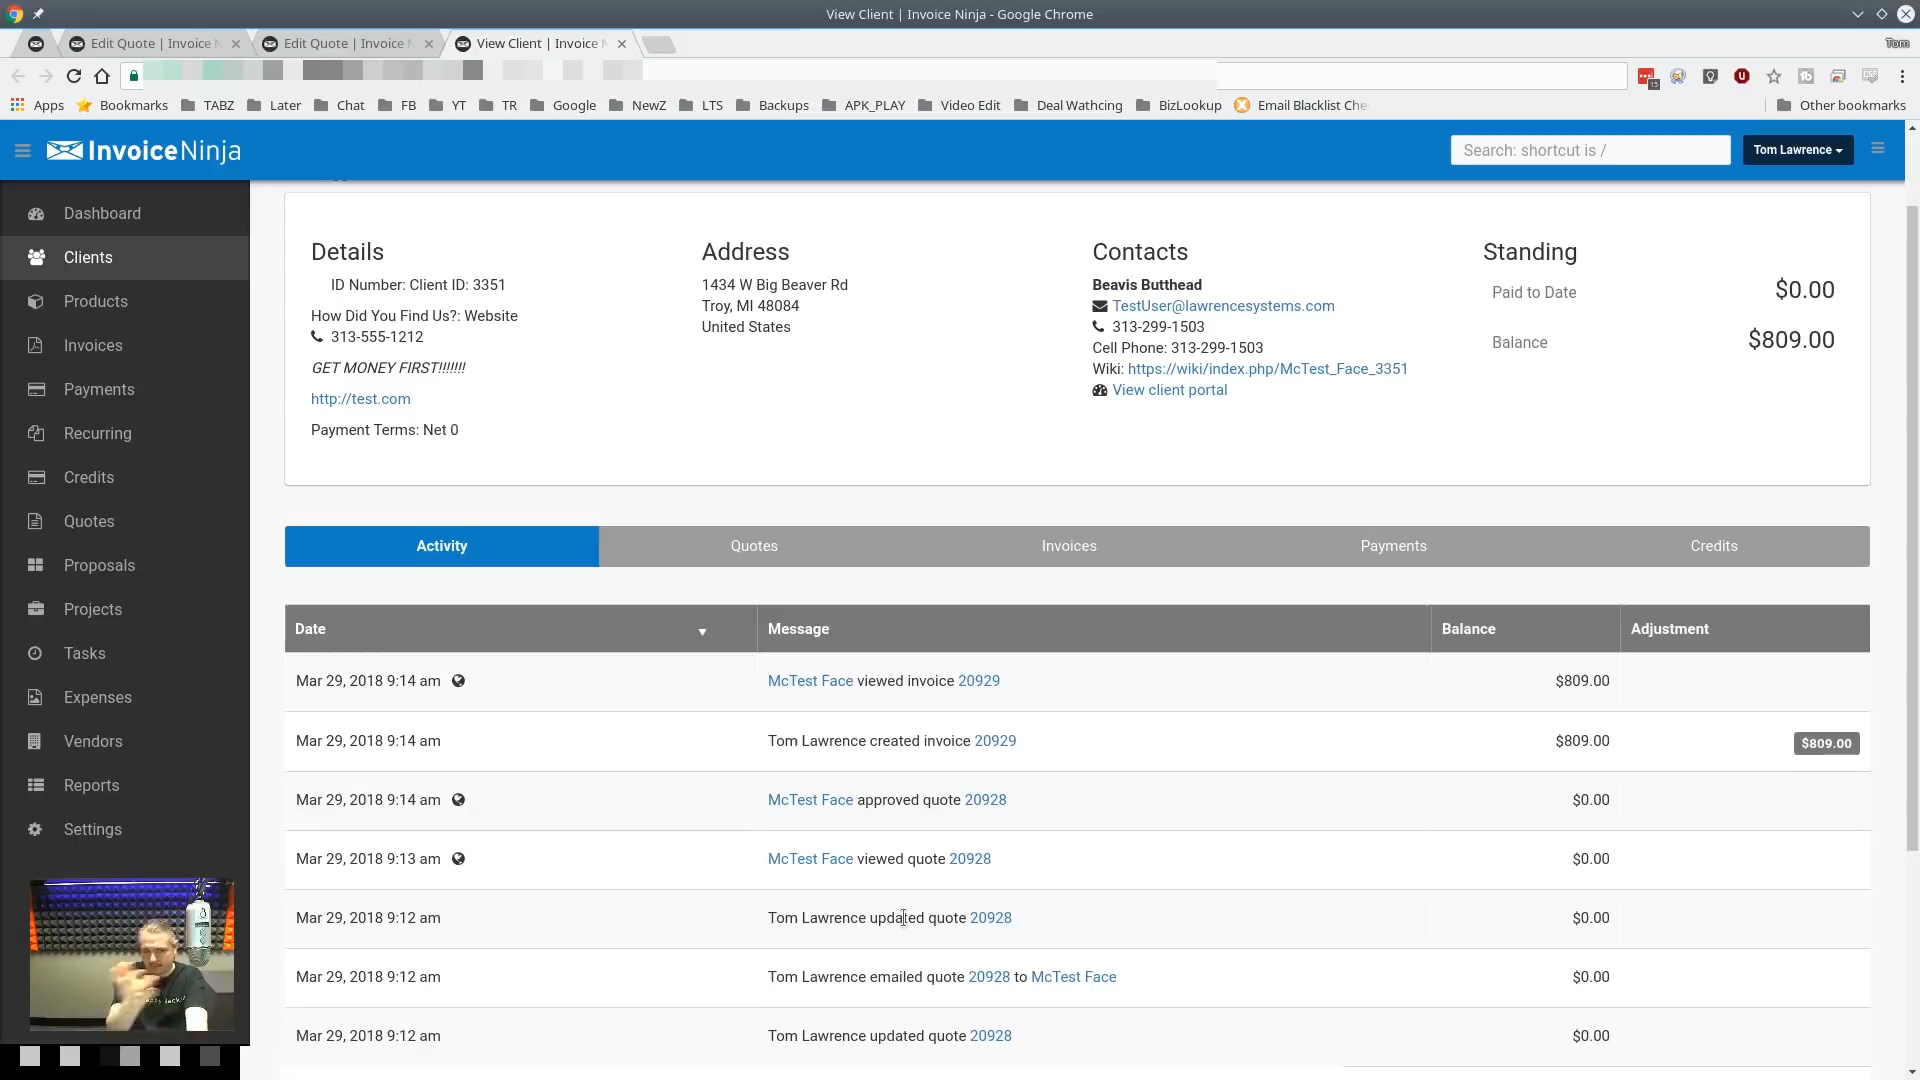 View Client | Invoice Ninja - Google Chrome
Edit Quote | Invoice N
Edit Quote | Invoice N
View Client | Invoice N
Tom
15
Apps
Bookmarks
TABZ
Later
Chat
FB
YT
TR
Google
NewZ
LTS
Backups
APK_PLAY
Video Edit
Deal Wathcing
BizLookup
Email Blacklist Che
Other bookmarks
InvoiceNinja
Search: shortcut is /
Tom Lawrence
Dashboard
Clients
Products
Invoices
Payments
Recurring
Credits
Quotes
Proposals
Projects
Tasks
Expenses
Vendors
Reports
Settings
Details
ID Number: Client ID: 3351
How Did You Find Us?: Website
313-555-1212
GET MONEY FIRST!!!!!!!
http://test.com
Payment Terms: Net 0
Address
1434 W Big Beaver Rd
Troy, MI 48084
United States
Contacts
Beavis Butthead
TestUser@lawrencesystems.com
313-299-1503
Cell Phone: 313-299-1503
Wiki: https://wiki/index.php/McTest_Face_3351
View client portal
Standing
Paid to Date $0.00
Balance $809.00
Activity Quotes Invoices Payments Credits
Date Message Balance Adjustment
Mar 29, 2018 9:14 am McTest Face viewed invoice 20929 $809.00
Mar 29, 2018 9:14 am Tom Lawrence created invoice 20929 $809.00 $809.00
Mar 29, 2018 9:14 am McTest Face approved quote 20928 $0.00
Mar 29, 2018 9:13 am McTest Face viewed quote 20928 $0.00
Mar 29, 2018 9:12 am Tom Lawrence updated quote 20928 $0.00
Mar 29, 2018 9:12 am Tom Lawrence emailed quote 20928 to McTest Face $0.00
Mar 29, 2018 9:12 am Tom Lawrence updated quote 20928 $0.00